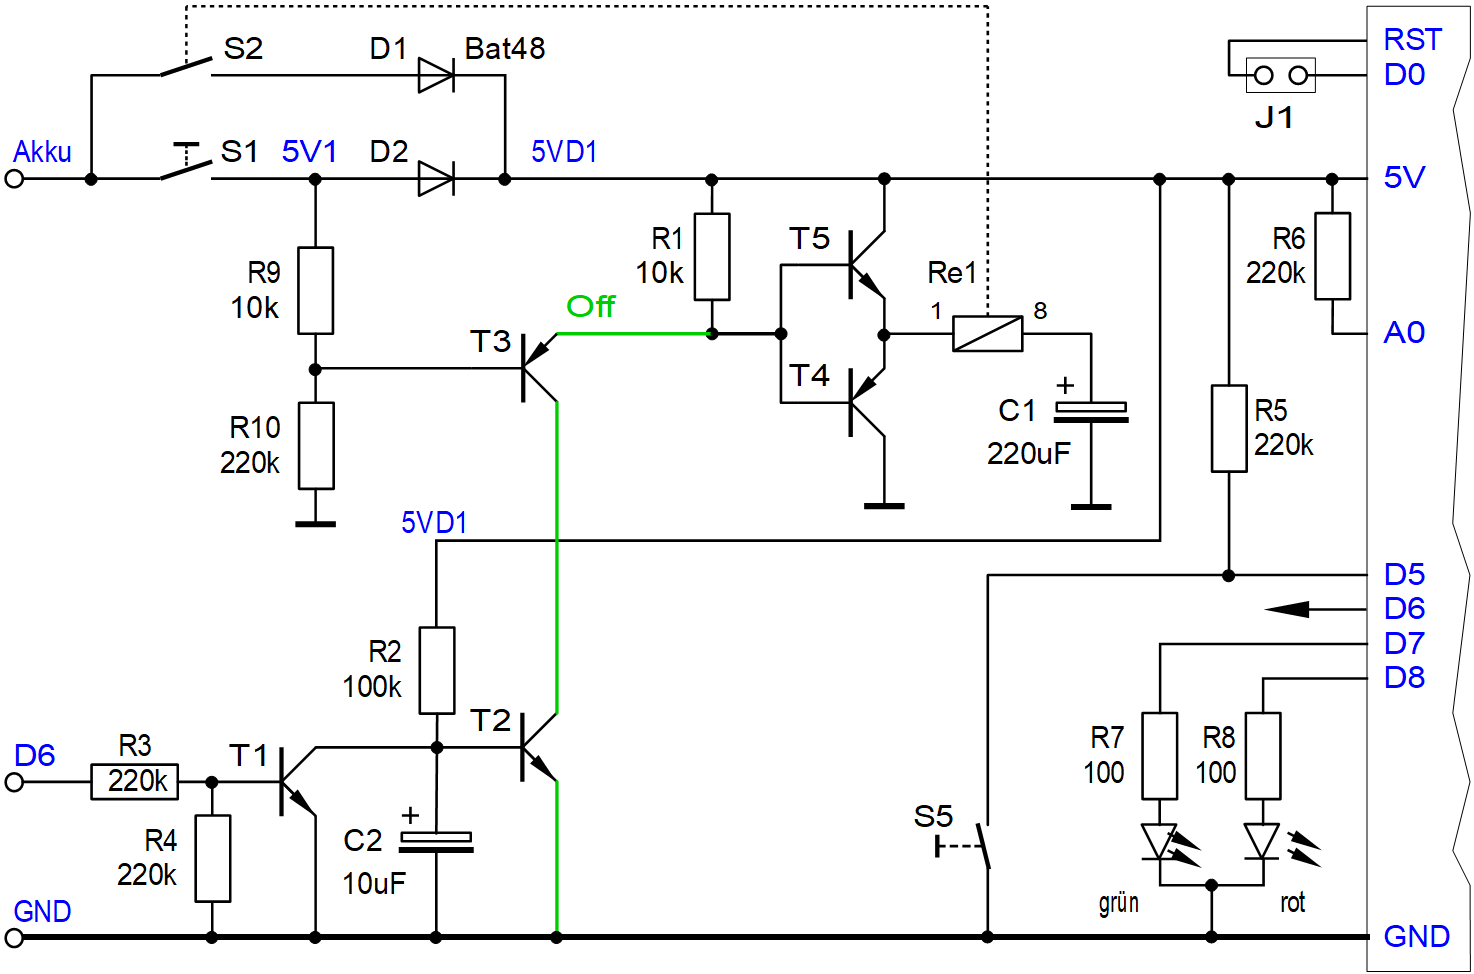 S2
D1
Bat48
RST
D0
J1
Akku
S1
5V1
D2
5VD1
5V
R9
10k
R1
10k
T5
Re1
1
8
R6
220k
Off
T3
A0
T4
+
C1
220uF
R10
220k
R5
220k
5VD1
D5
D6
D7
D8
R2
100k
T2
D6
R3
220k
T1
R7
100
R8
100
+
C2
10uF
R4
220k
S5
grün
rot
GND
GND